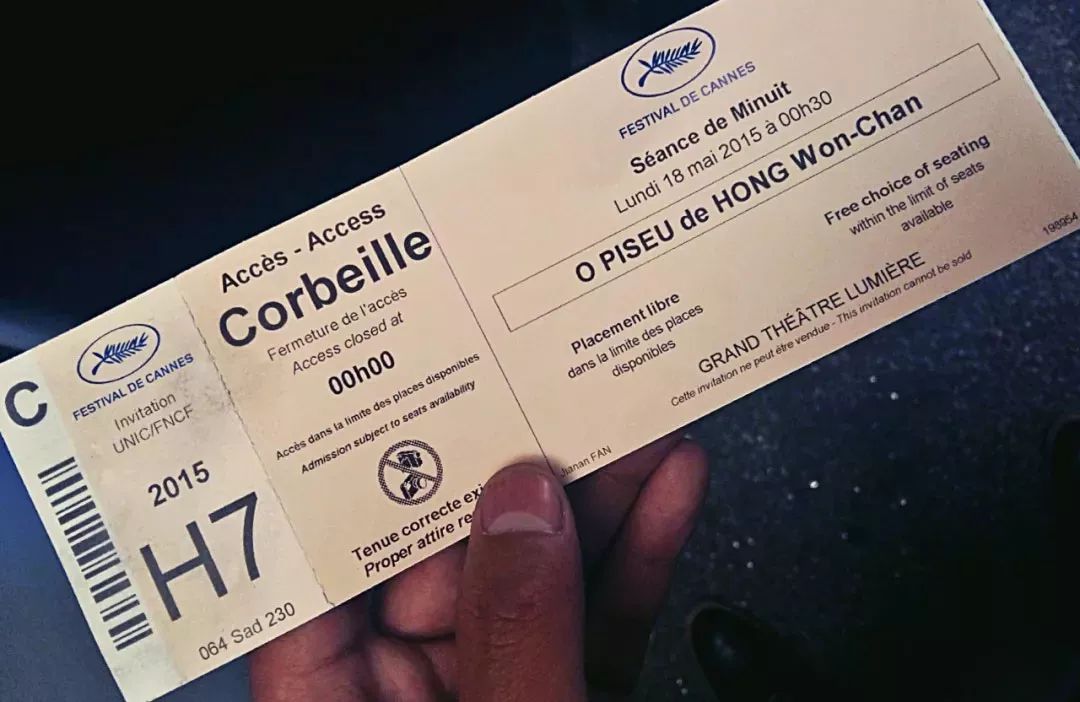 C
FESTIVAL DE CANNES
Invitation
UNIC/FNCF
2015
H7
064 Sad 230
Accès - Access
Corbeille
Fermeture de l'accès
Access closed at
00h00
Accès dans la limite des places disponibles
Admission subject to seats availability
Tenue correcte
Proper attire
FESTIVAL DE CANNES
Séance de Minuit
Lundi 18 mai 2015 à 00h30
O PISEU de HONG Won-Chan
Placement libre
dans la limite des places
disponibles
Free choice of seating
within the limit of seats
available
GRAND THÉÂTRE LUMIÈRE
Cette invitation ne peut être vendue - This invitation cannot be sold
Jianan FAN
198954